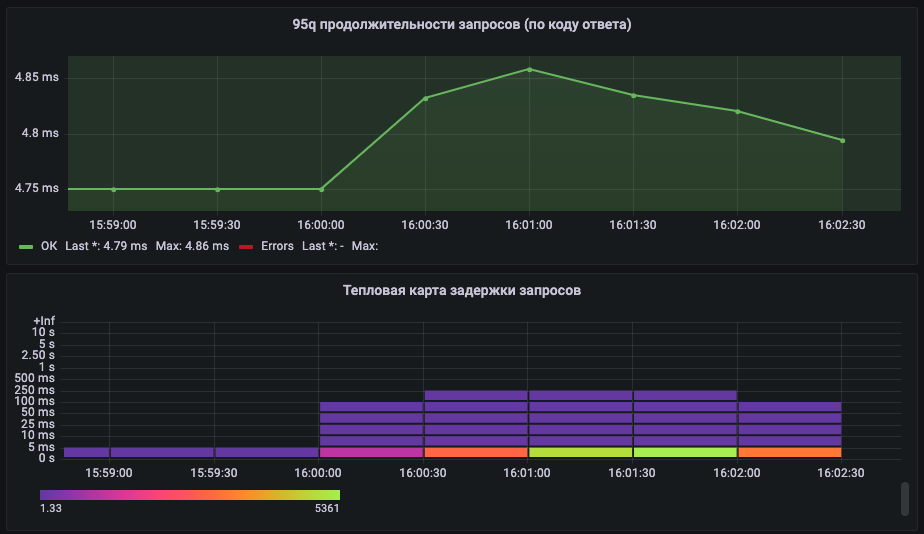 95q продолжительности запросов (по коду ответа)
4.85 ms
4.8 ms
4.75 ms
15:59:00 15:59:30 16:00:00 16:00:30 16:01:00 16:01:30 16:02:00 16:02:30
OK Last *: 4.79 ms Max: 4.86 ms Errors Last *: - Max:
Тепловая карта задержки запросов
+Inf
10 s
5 s
2.50 s
1 s
500 ms
250 ms
100 ms
50 ms
25 ms
10 ms
5 ms
0 s
15:59:00 15:59:30 16:00:00 16:00:30 16:01:00 16:01:30 16:02:00 16:02:30
1.33 5361